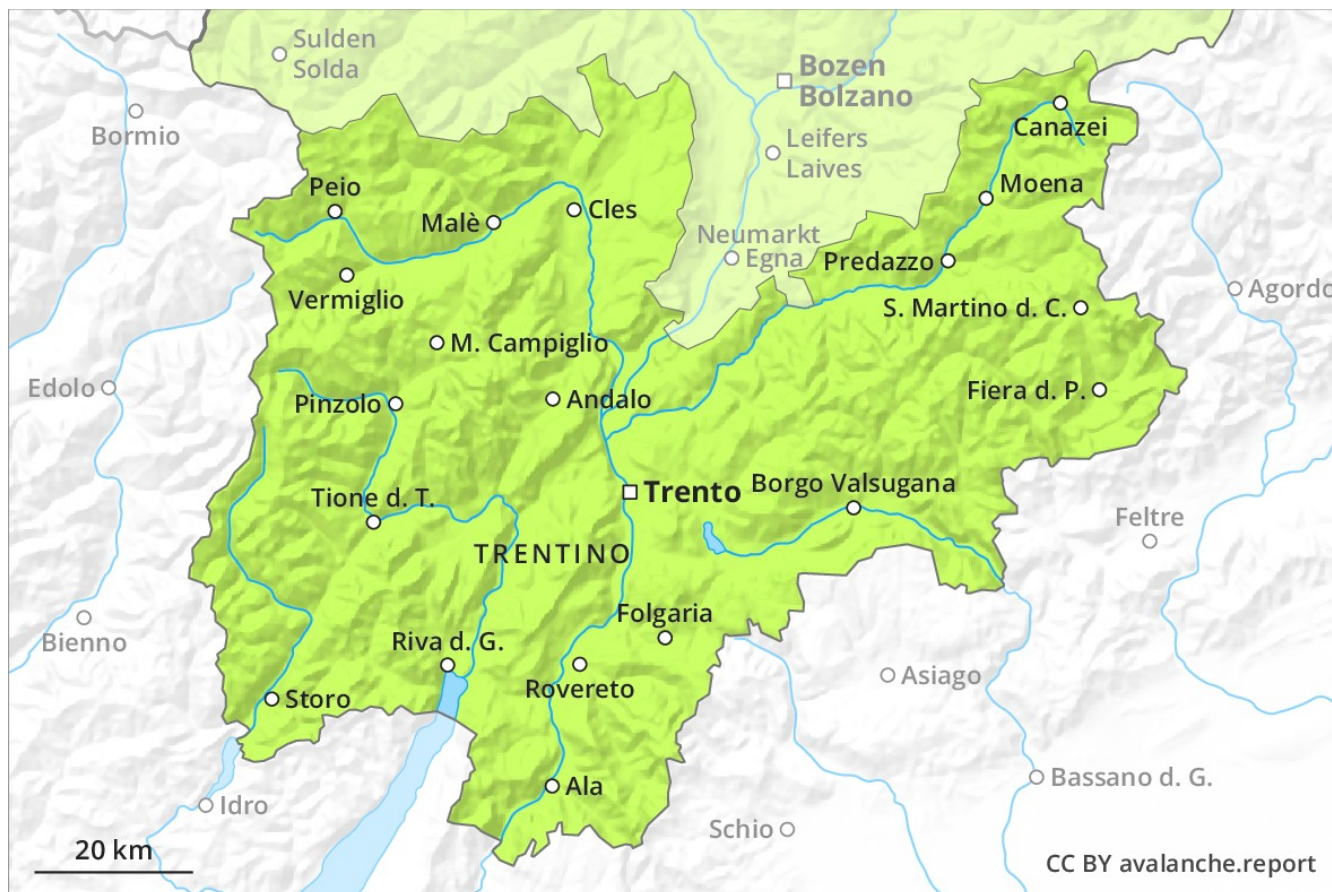 Sulden
Solda
Bozen
Bolzano
Bormio
Canazei
Leifers
Laives
Peio
Moena
Malè
Cles
Neumarkt
Egna
Predazzo
Vermiglio
Agordo
S. Martino d. C.
M. Campiglio
Edolo
Fiera d. P.
Pinzolo
Andalo
Trento
Borgo Valsugana
Tione d. T.
Feltre
TRENTINO
Folgaria
Bienno
Riva d. G.
Asiago
Rovereto
Storo
Bassano d. G.
Ala
Idro
Schio
20 km
CC BY avalanche.report